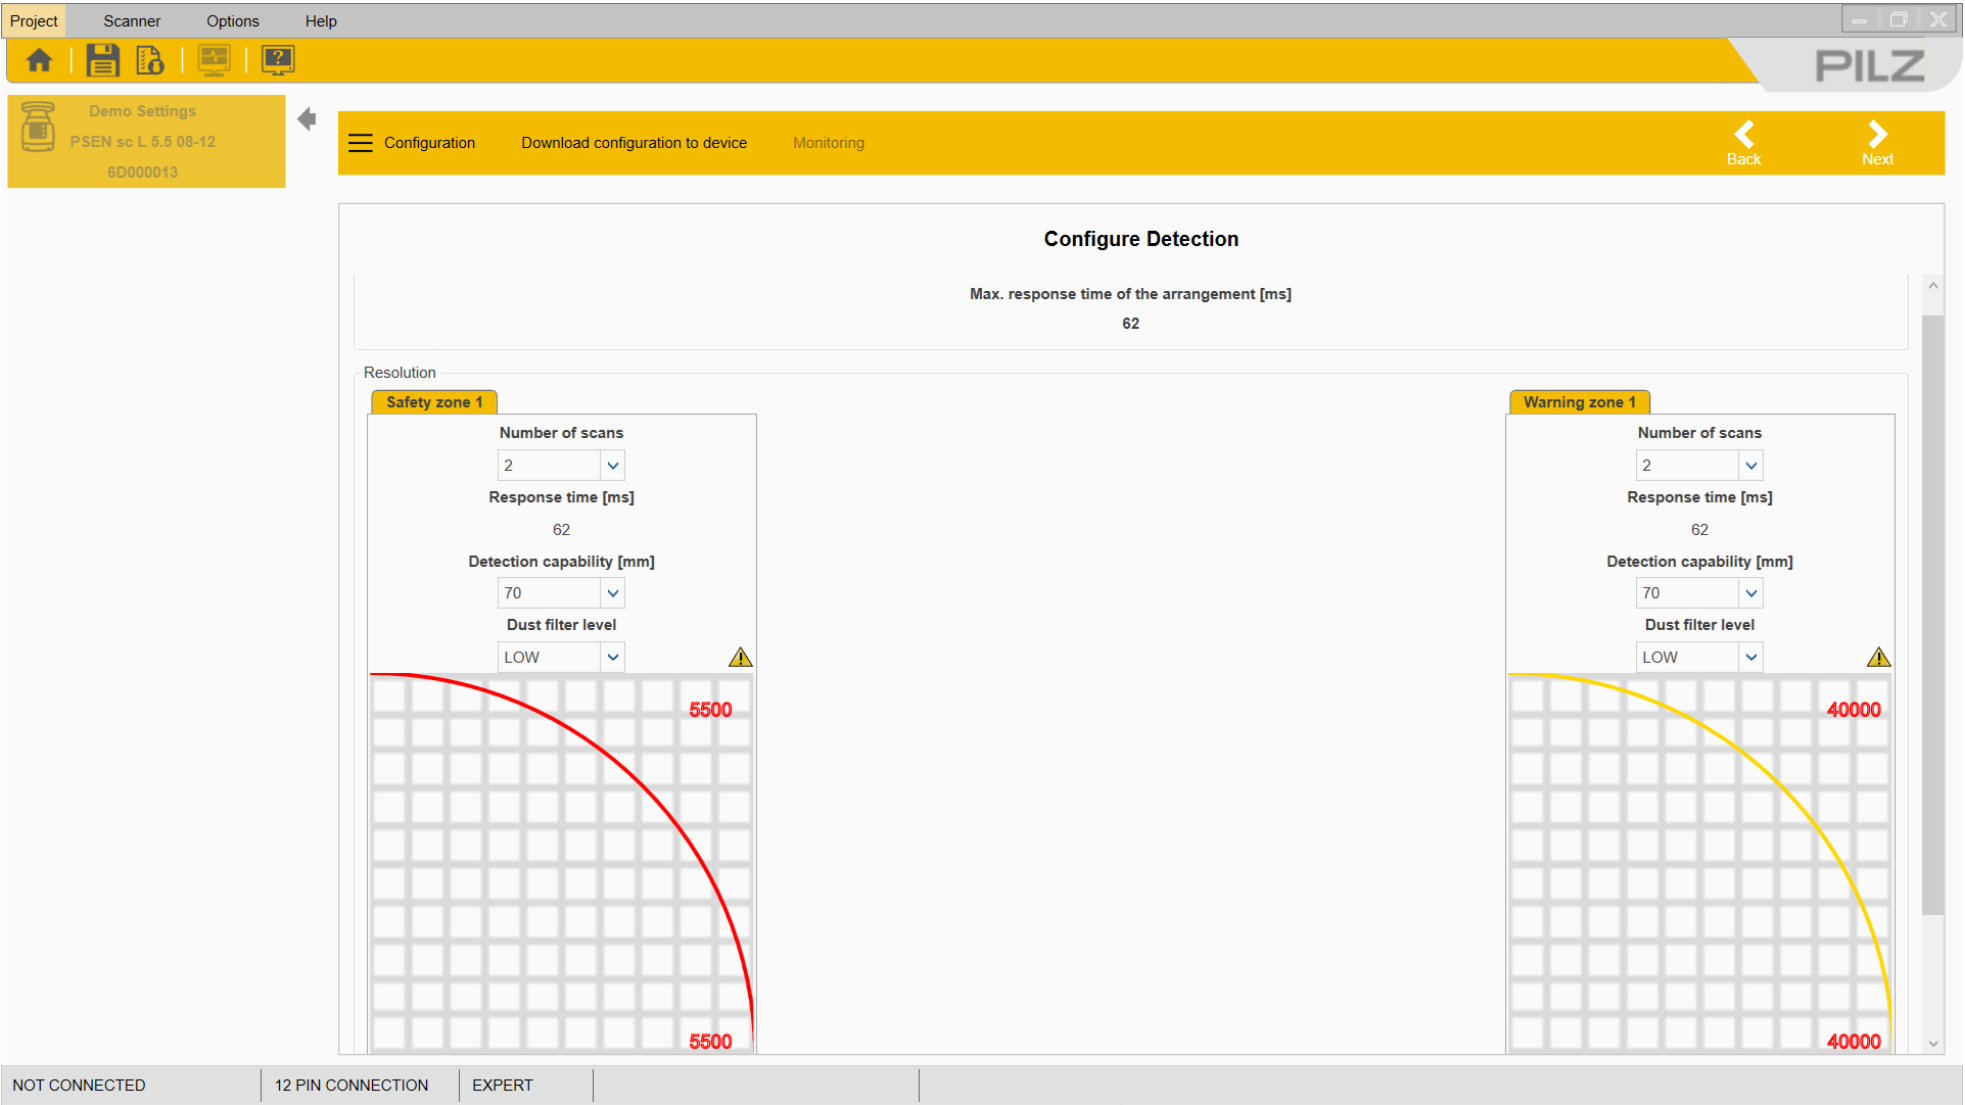 Project Scanner Options Help
PILZ
Demo Settings
PSEN sc L 5.5 08-12
6D000013
Configuration Download configuration to device Monitoring Back Next
Configure Detection
Max. response time of the arrangement [ms]
62
Resolution
Safety zone 1
Number of scans
2
Response time [ms]
62
Detection capability [mm]
70
Dust filter level
LOW
5500
5500
Warning zone 1
Number of scans
2
Response time [ms]
62
Detection capability [mm]
70
Dust filter level
LOW
40000
40000
NOT CONNECTED 12 PIN CONNECTION EXPERT